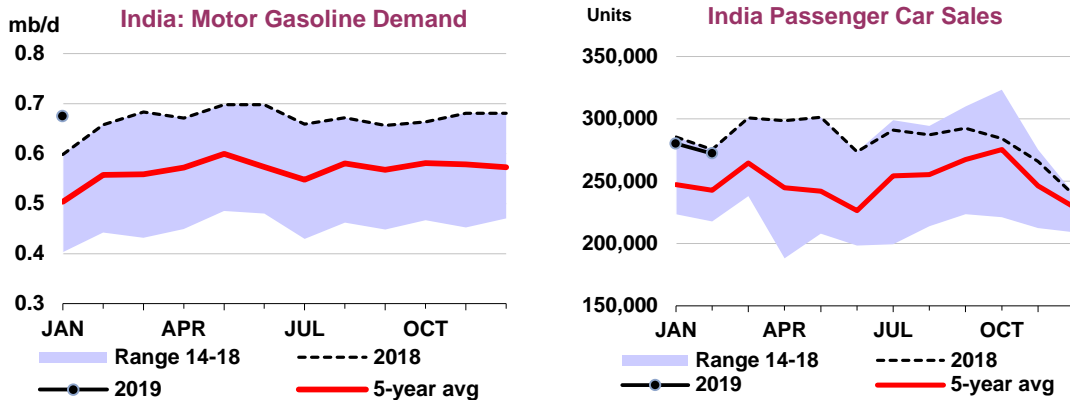 India: Motor Gasoline Demand
mb/d
0.8
0.7
0.6
0.5
0.4
0.3
JAN APR JUL OCT
Range 14-18 2018
2019 5-year avg
India Passenger Car Sales
Units
350,000
300,000
250,000
200,000
150,000
JAN APR JUL OCT
Range 14-18 2018
2019 5-year avg